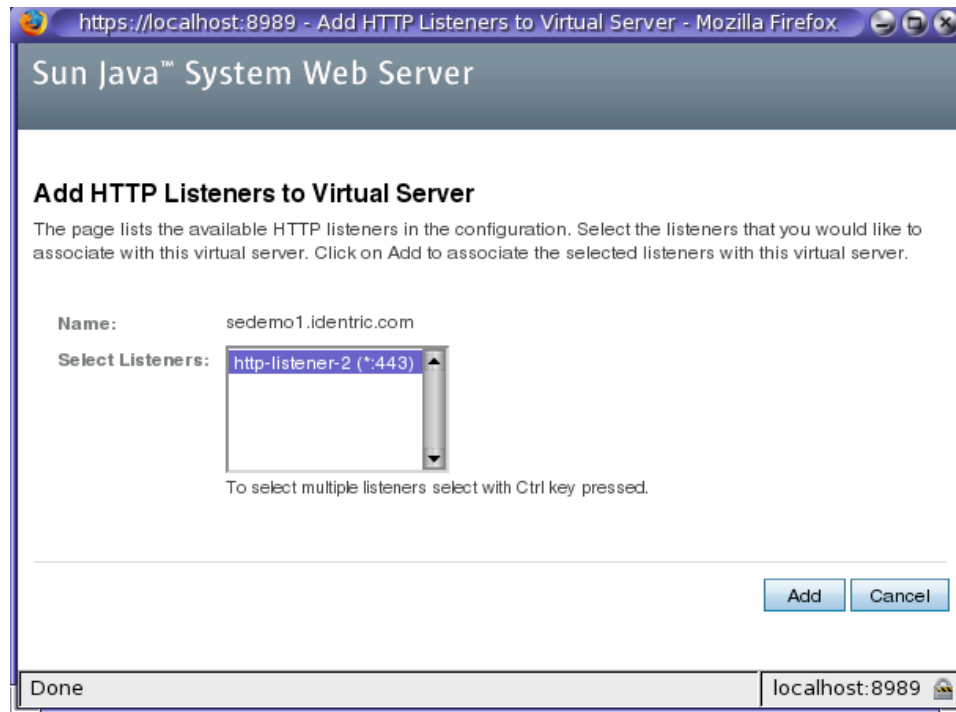 https://localhost:8989 - Add HTTP Listeners to Virtual Server - Mozilla Firefox
Sun Java™ System Web Server
Add HTTP Listeners to Virtual Server
The page lists the available HTTP listeners in the configuration. Select the listeners that you would like to
associate with this virtual server. Click on Add to associate the selected listeners with this virtual server.
Name: sedemo1.identric.com
Select Listeners: http-listener-2 (*:443)
To select multiple listeners select with Ctrl key pressed.
Add Cancel
Done localhost:8989